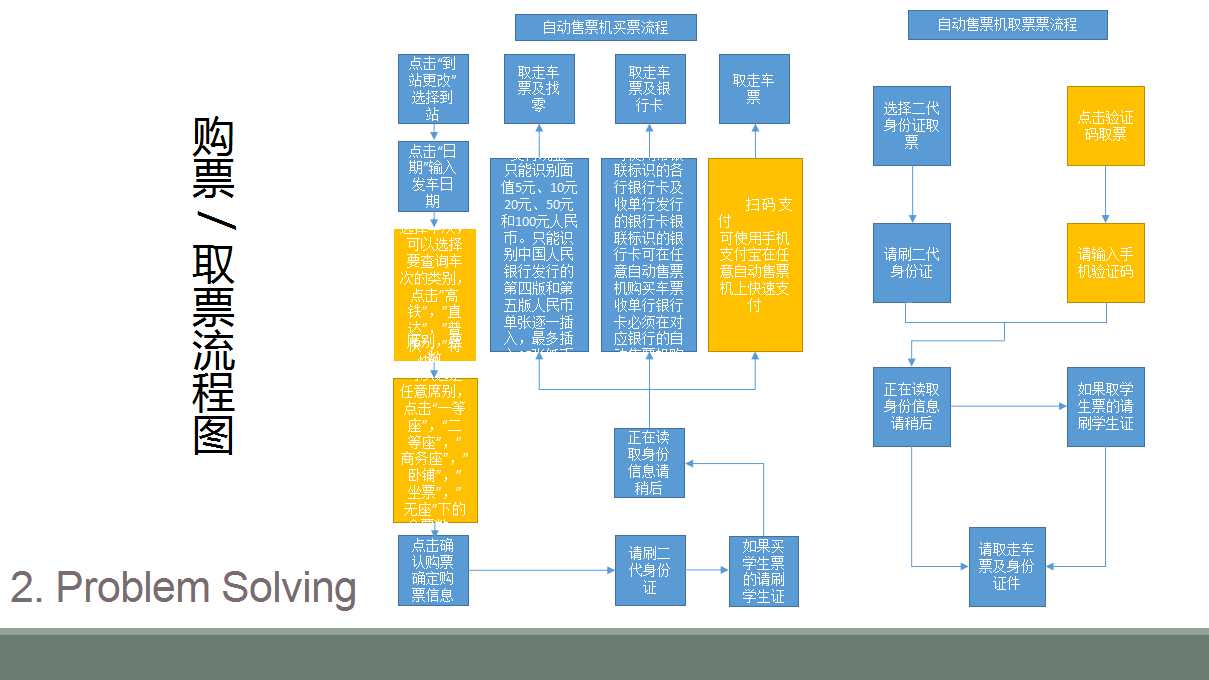 购票/取票流程图
2. Problem Solving
自动售票机买票流程
点击“到
站更改”
选择到
站
点击“日
期”输入
发车日
期
可以选择
要查询车
次的类别，
点击“高
铁”，“直
任意席别，
点击“一等
座”，“二
等座”，“
商务座”，“
卧铺”，“
坐票”，“
无座”下的
点击确
认购票
确定购
票信息
请刷二
代身份
证
如果买
学生票
的请刷
学生证
正在读
取身份
信息请
稍后
只能识别面
值5元、10元
20元、50元
和100元人民
币。只能识
别中国人民
银行发行的
第四版和第
五版人民币
单张逐一插
入，最多插
取走车
票及找
零
联标识的各
行银行卡及
收单行发行
的银行卡银
联标识的银
行卡可在任
意自动售票
机购买车票
收单行银行
卡必须在对
应银行的自
取走车
票及银
行卡
扫码支
付
可使用手机
支付宝在任
意自动售票
机上快速支
付
取走车
票
自动售票机取票票流程
选择二代
身份证取
票
请刷二代
身份证
点击验证
码取票
请输入手
机验证码
正在读取
身份信息
请稍后
如果取学
生票的请
刷学生证
请取走车
票及身份
证件